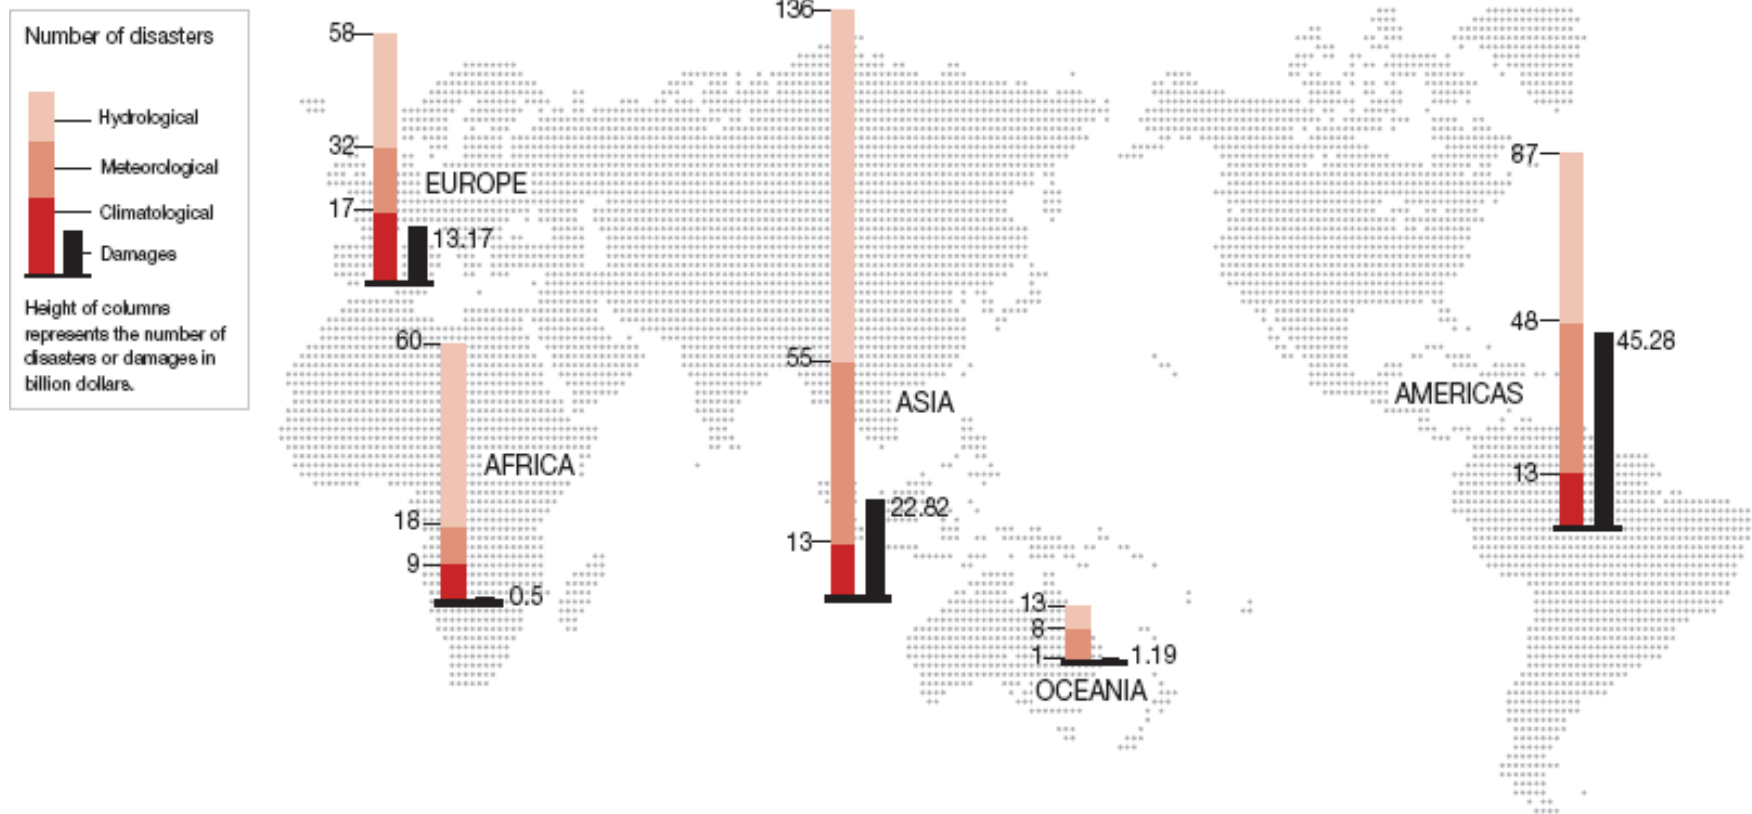 Number of disasters
Hydrological
Meteorological
Climatological
Damages
Height of columns
represents the number of
disasters or damages in
billion dollars.
58
32
17
13.17
EUROPE
60
18
9
0.5
AFRICA
136
55
13
22.82
ASIA
13
8
1
1.19
OCEANIA
87
48
13
45.28
AMERICAS